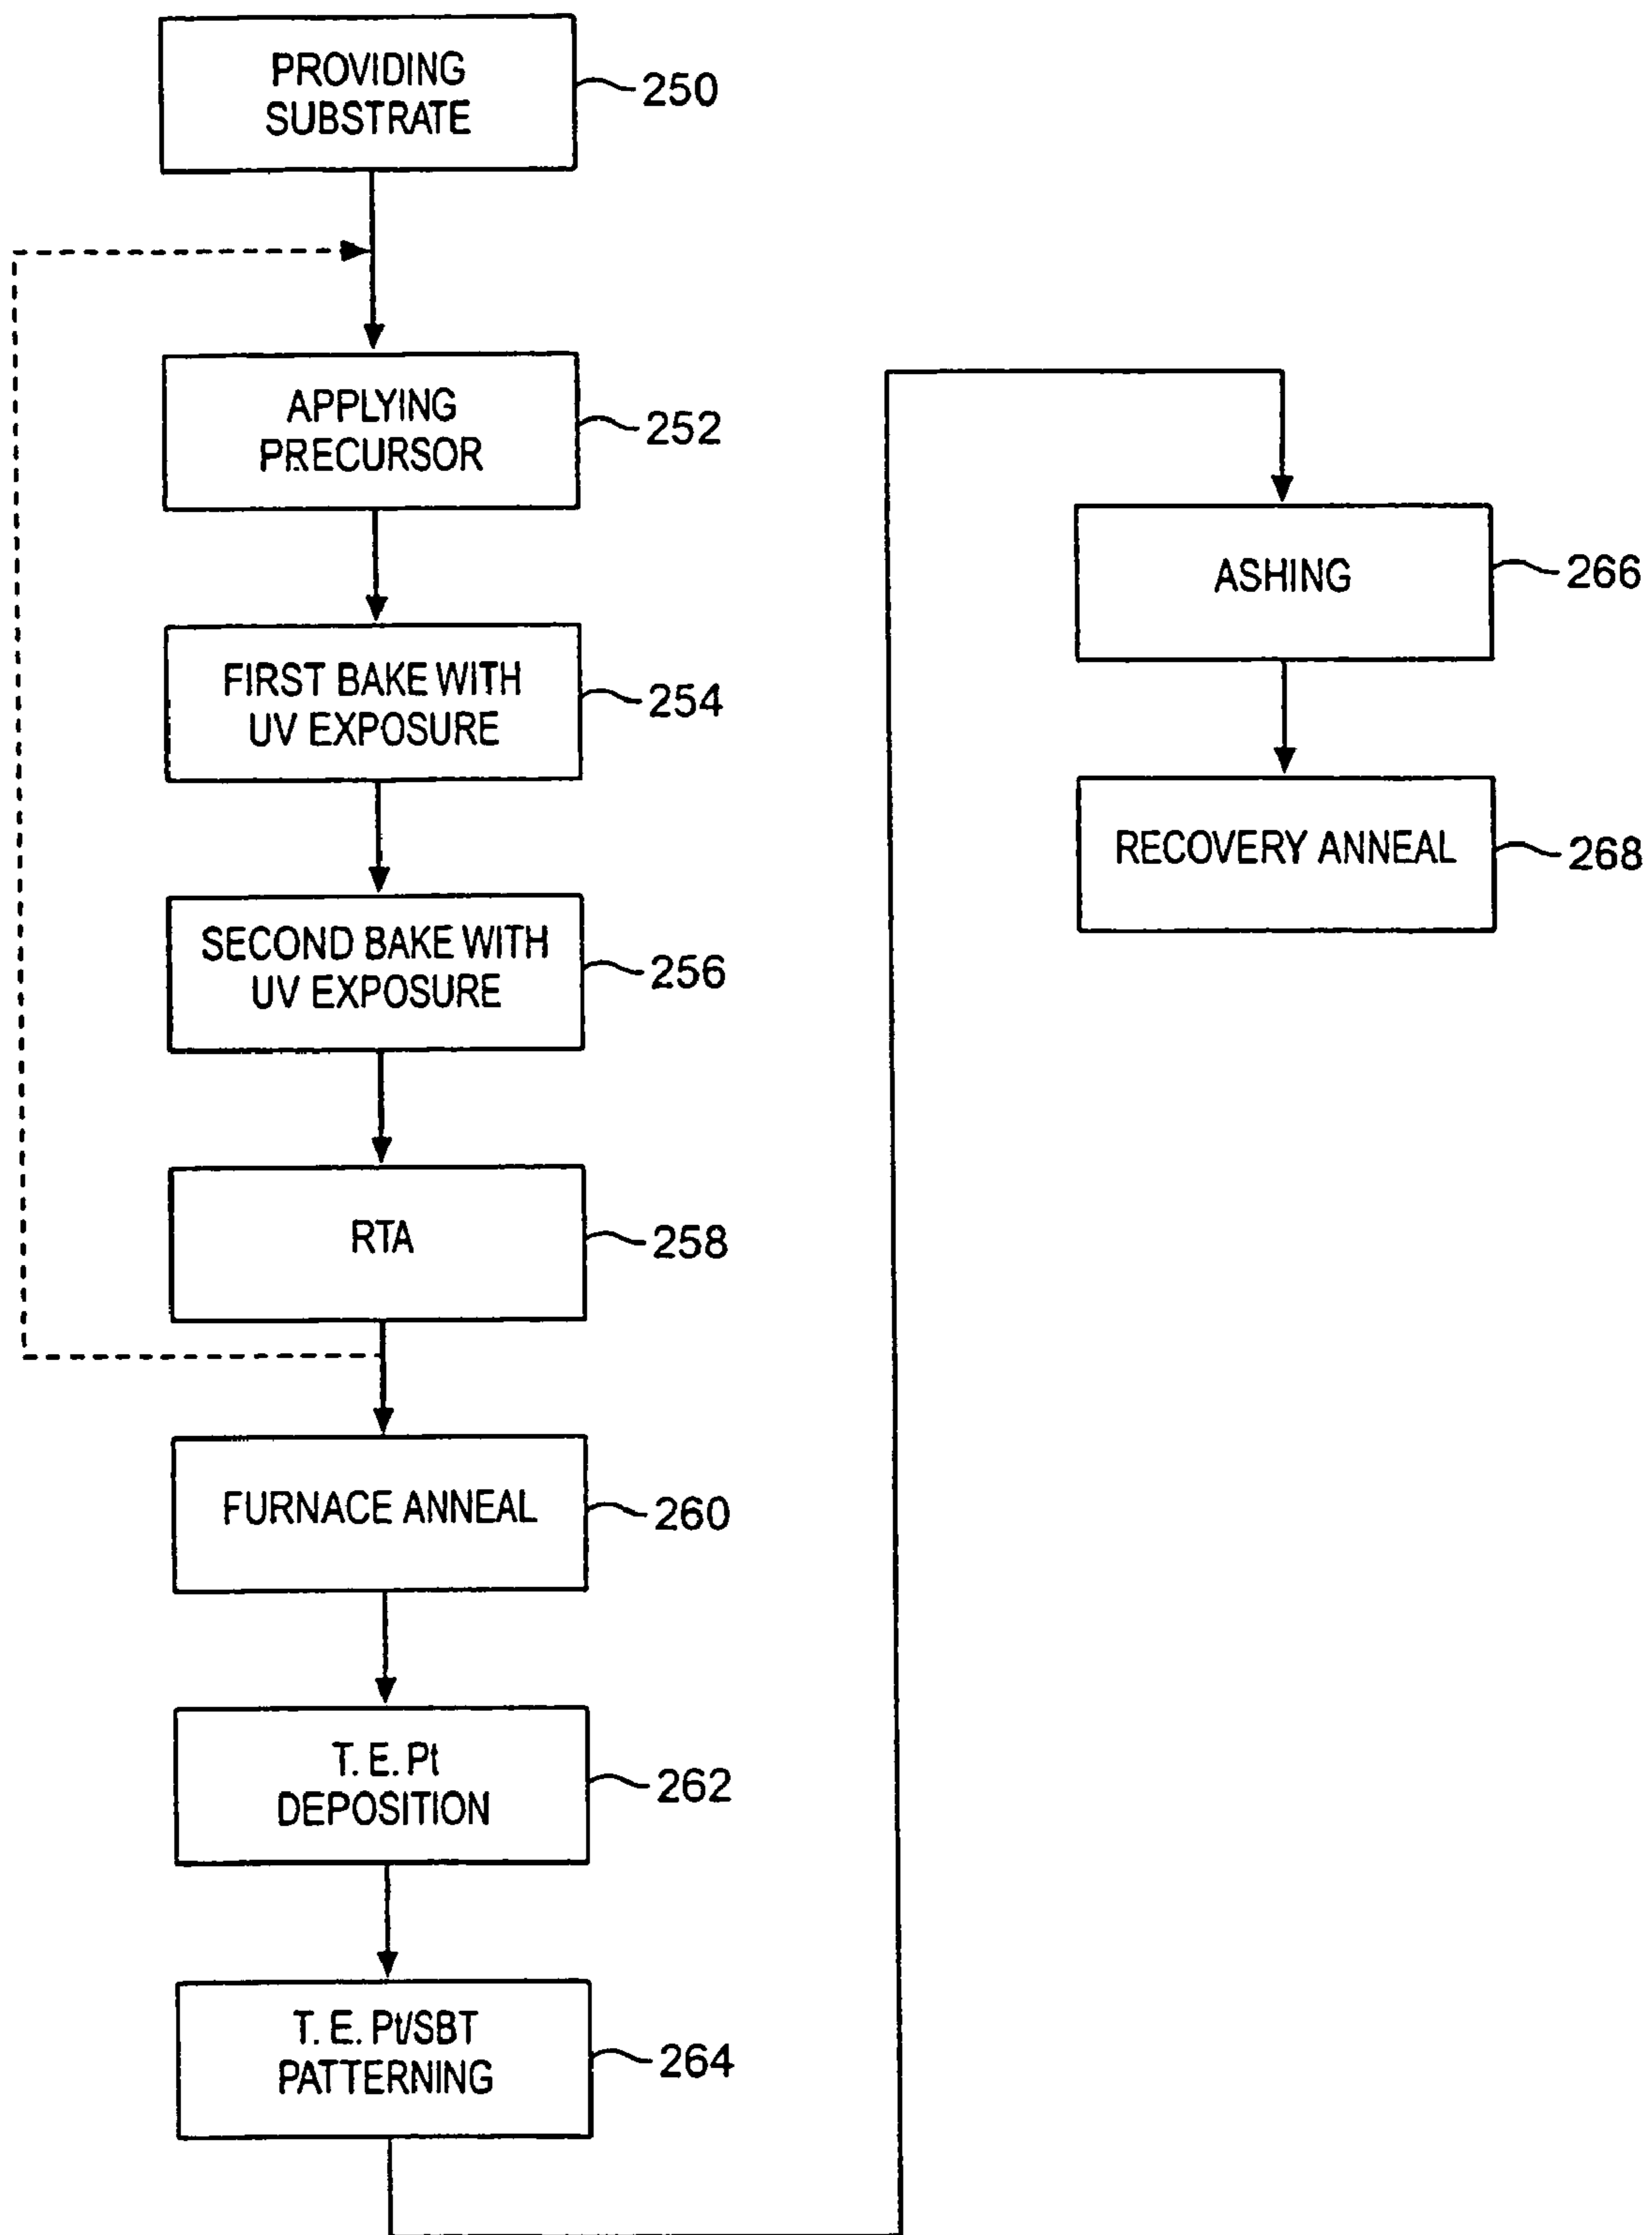 PROVIDING
SUBSTRATE
250
APPLYING
PRECURSOR
252
FIRST BAKE WITH
UV EXPOSURE
254
SECOND BAKE WITH
UV EXPOSURE
256
RTA
258
FURNACE ANNEAL
260
T. E. Pt
DEPOSITION
262
T. E. Pt/SBT
PATTERNING
264
ASHING
266
RECOVERY ANNEAL
268